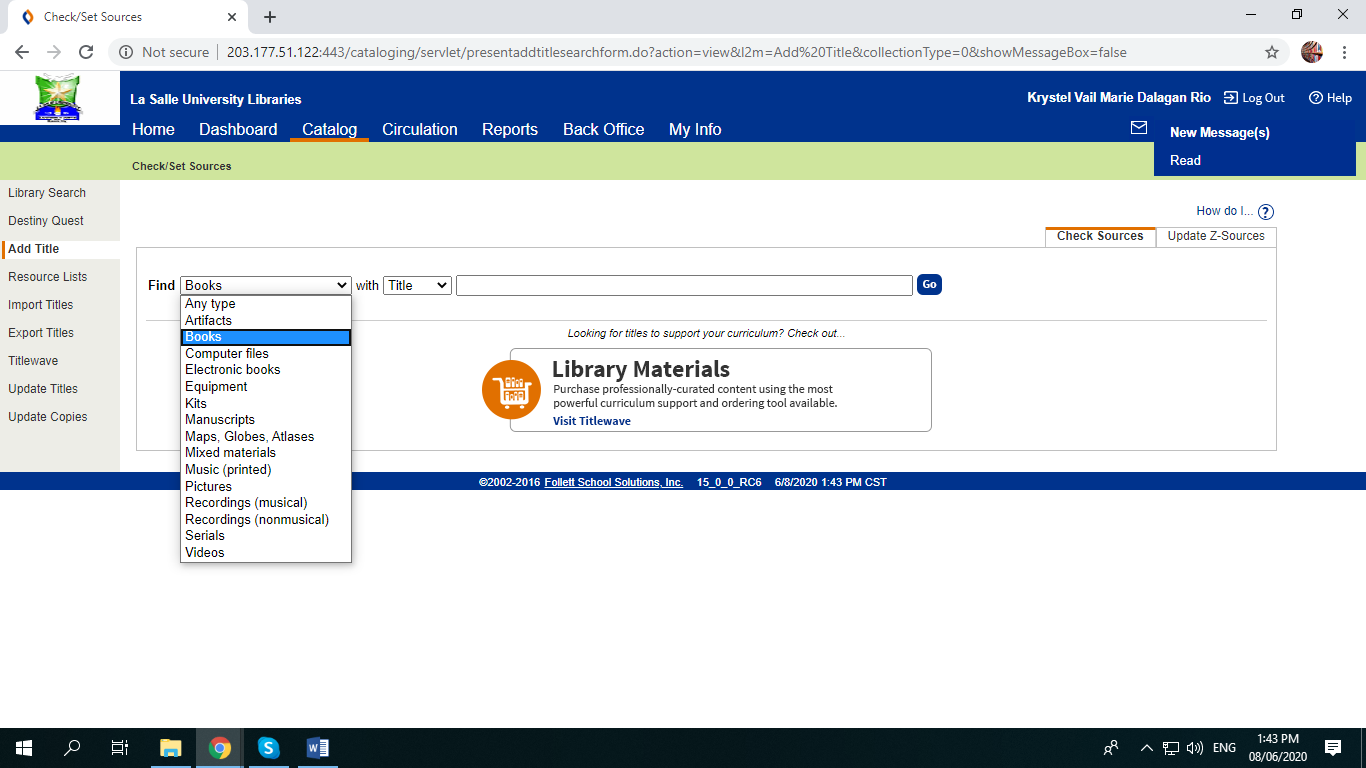 Check/Set Sources
Not secure 203.177.51.122:443/cataloging/servlet/presentaddtitlesearchform.do?action=view&l2m=Add%20Title&collectionType=0&showMessageBox=false
La Salle University Libraries
Krystel Vail Marie Dalagan Rio Log Out Help
Home Dashboard Catalog Circulation Reports Back Office My Info
New Message(s)
Read
Check/Set Sources
Library Search
Destiny Quest
Add Title
Resource Lists
Import Titles
Export Titles
Titlewave
Update Titles
Update Copies
How do I... ?
Check Sources Update Z-Sources
Find Books with Title Go
Any type
Artifacts
Books
Computer files
Electronic books
Equipment
Kits
Manuscripts
Maps, Globes, Atlases
Mixed materials
Music (printed)
Pictures
Recordings (musical)
Recordings (nonmusical)
Serials
Videos
Looking for titles to support your curriculum? Check out...
Library Materials
Purchase professionally-curated content using the most
powerful curriculum support and ordering tool available.
Visit Titlewave
©2002-2016 Follett School Solutions, Inc. 15_0_0_RC6 6/8/2020 1:43 PM CST
ENG
1:43 PM
08/06/2020